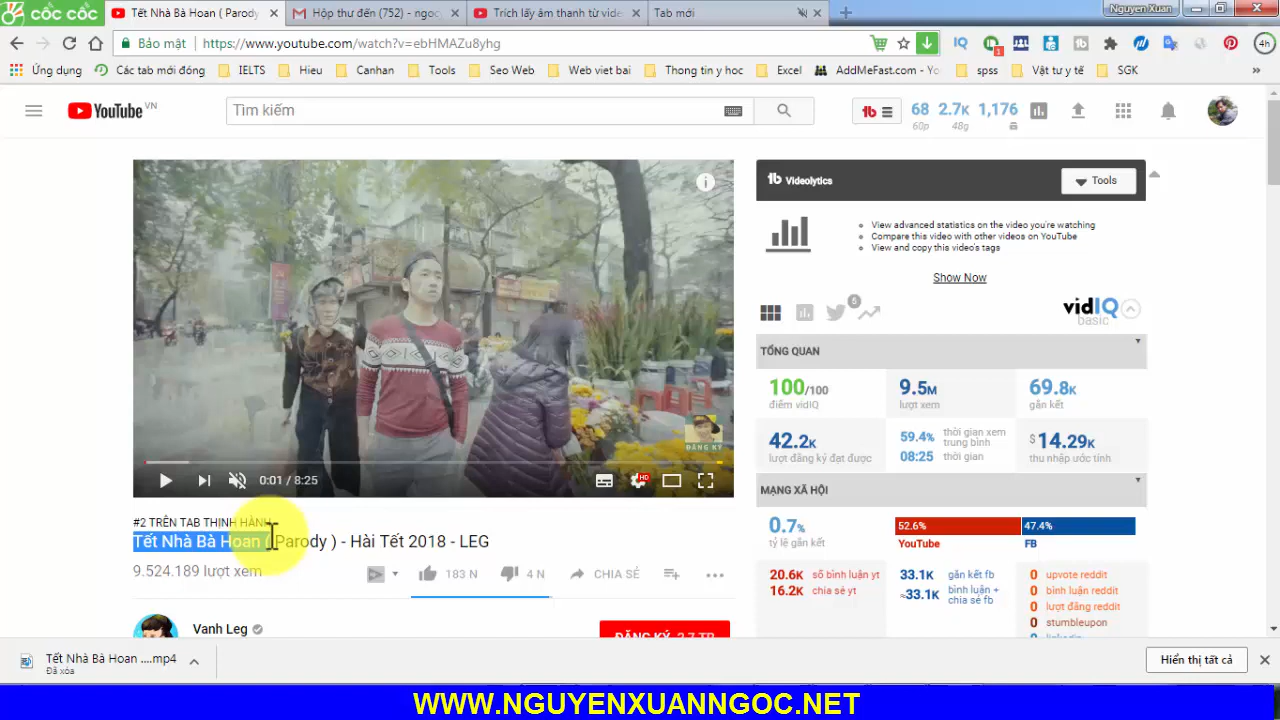 cốc cốc
Tết Nhà Bà Hoan ( Parody
Hộp thư đến (752) - ngoc
Trích lấy âm thanh từ vide
Tab mới
Nguyen Xuan
Bảo mật
https://www.youtube.com/watch?v=ebHMAZu8yhg
1
4h
Ứng dụng
Các tab mới đóng
IELTS
Hieu
Canhan
Tools
Seo Web
Web viet bai
Thong tin y hoc
Excel
AddMeFast.com - Yo
spss
Vật tư y tế
SGK
YouTube VN
Tìm kiếm
68
60p
2.7K
48g
1,176
Videolytics
Tools
View advanced statistics on the video you're watching
Compare this video with other videos on YouTube
View and copy this video's tags
Show Now
5
vidIQ
basic
TỔNG QUAN
100/100
điểm vidIQ
9.5M
lượt xem
69.8K
gắn kết
42.2K
lượt đăng ký đạt được
59.4%
thời gian xem trung bình
08:25
thời gian
$14.29K
thu nhập ước tính
MẠNG XÃ HỘI
0.7%
tỷ lệ gắn kết
52.6%
47.4%
YouTube
FB
20.6K số bình luận yt
16.2K chia sẻ yt
33.1K gắn kết fb
≈33.1K bình luận + chia sẻ fb
0 upvote reddit
0 bình luận reddit
0 lượt đăng reddit
0 stumbleupon
0 linkedin
ĐĂNG KÝ
0:01 / 8:25
HD
#2 TRÊN TAB THỊNH HÀNH
Tết Nhà Bà Hoan ( Parody ) - Hài Tết 2018 - LEG
9.524.189 lượt xem
183 N
4 N
CHIA SẺ
Vanh Leg
ĐĂNG KÝ 2,7 TR
Tết Nhà Bà Hoan ....mp4
Đã xóa
Hiển thị tất cả
WWW.NGUYENXUANNGOC.NET